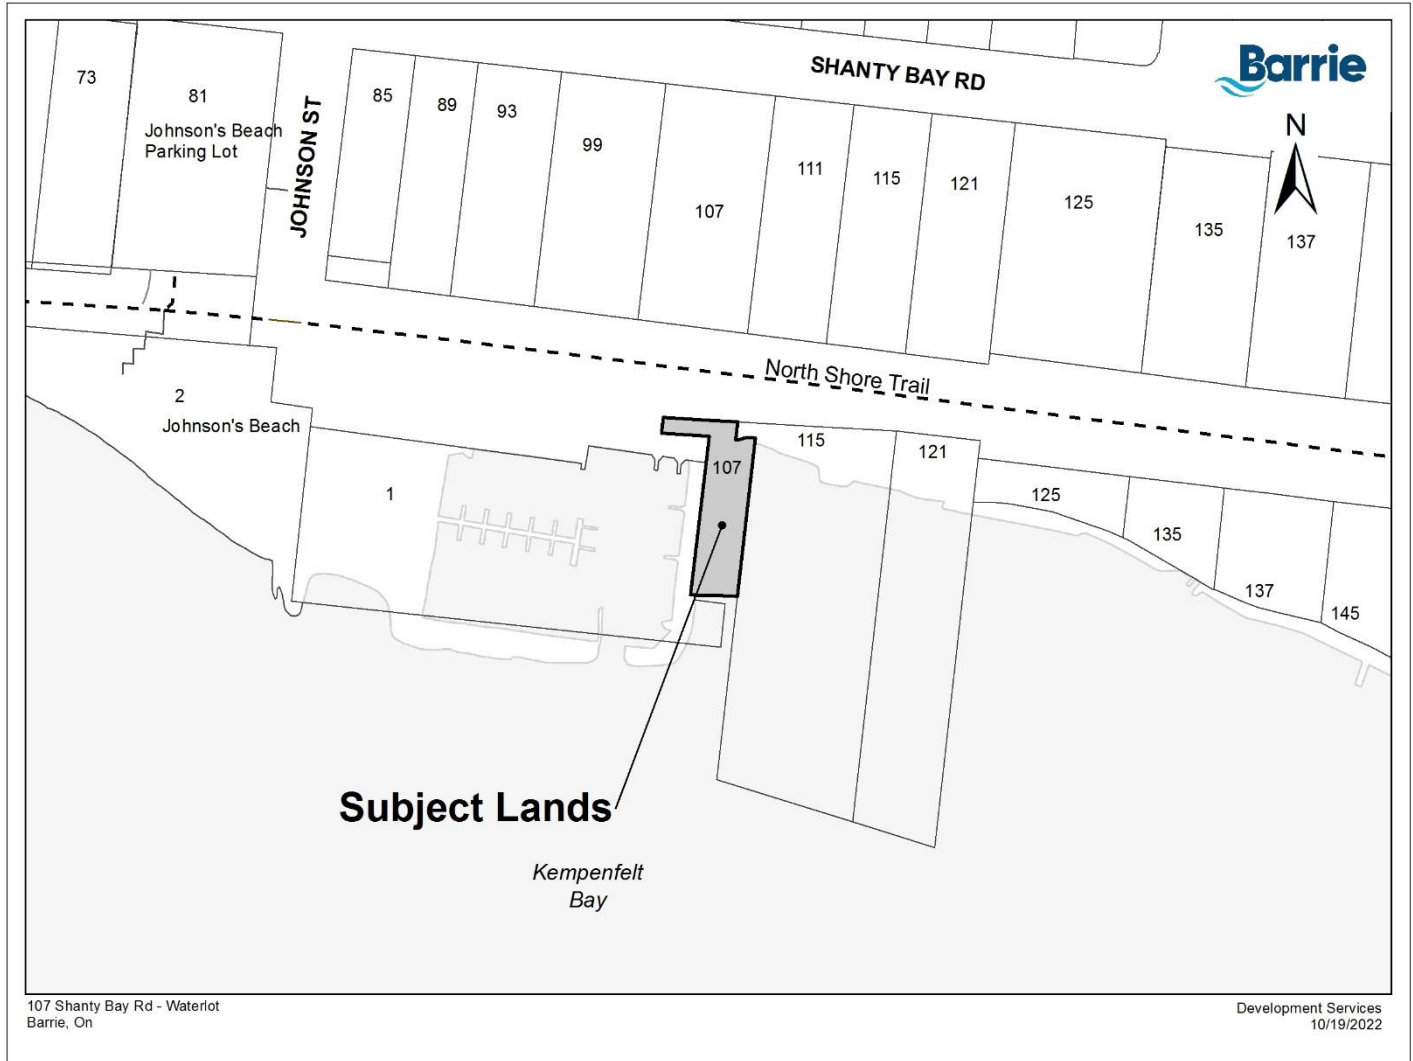 SHANTY BAY RD
Barrie
N
73
81
Johnson's Beach
Parking Lot
JOHNSON ST
85
89
93
99
107
111
115
121
125
135
137
North Shore Trail
2
Johnson's Beach
1
107
115
121
125
135
137
145
Subject Lands
Kempenfelt
Bay
107 Shanty Bay Rd - Waterlot
Barrie, On
Development Services
10/19/2022